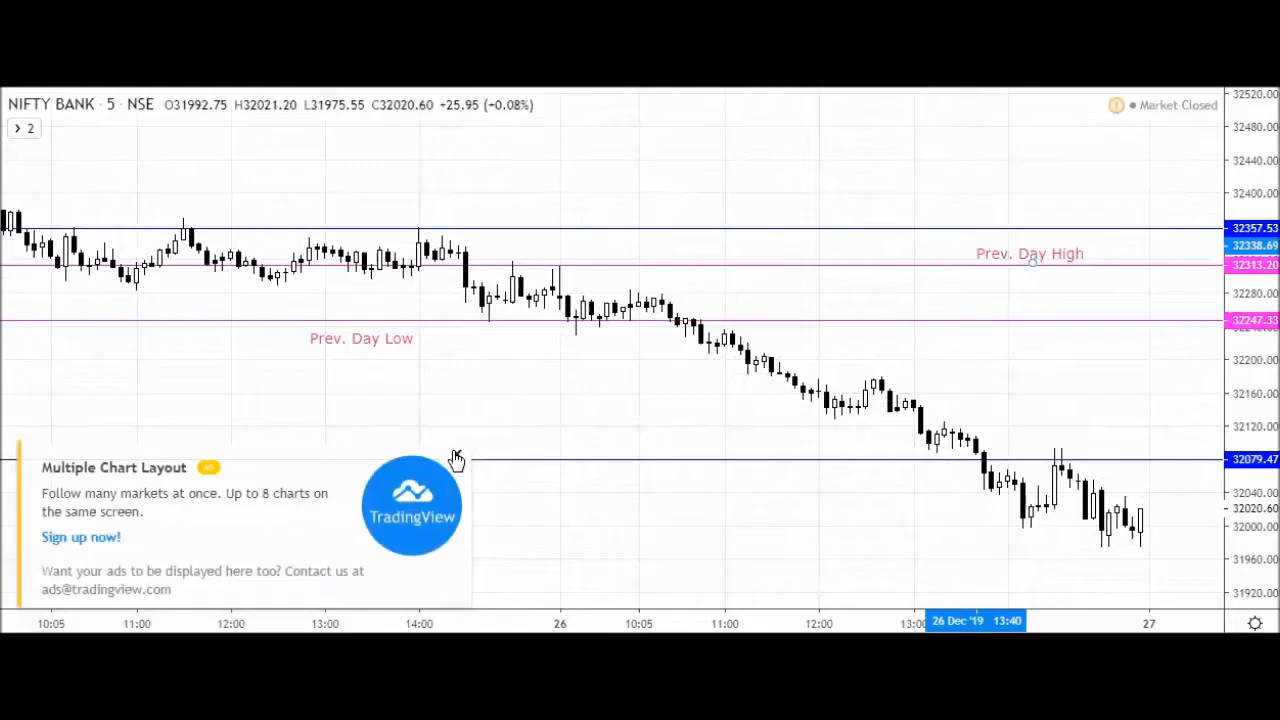 NIFTY BANK · 5 · NSE O31992.75 H32021.20 L31975.55 C32020.60 +25.95 (+0.08%)
Market Closed
2
32520.00
32480.00
32440.00
32400.00
32357.53
32338.69
32313.20
32280.00
32247.33
32200.00
32160.00
32120.00
32079.47
32040.00
32020.60
32000.00
31960.00
31920.00
Prev. Day High
Prev. Day Low
Multiple Chart Layout
Follow many markets at once. Up to 8 charts on
the same screen.
Sign up now!
TradingView
Want your ads to be displayed here too? Contact us at
ads@tradingview.com
10:05 11:00 12:00 13:00 14:00 26 10:05 11:00 12:00 13:00 26 Dec '19 13:40 27